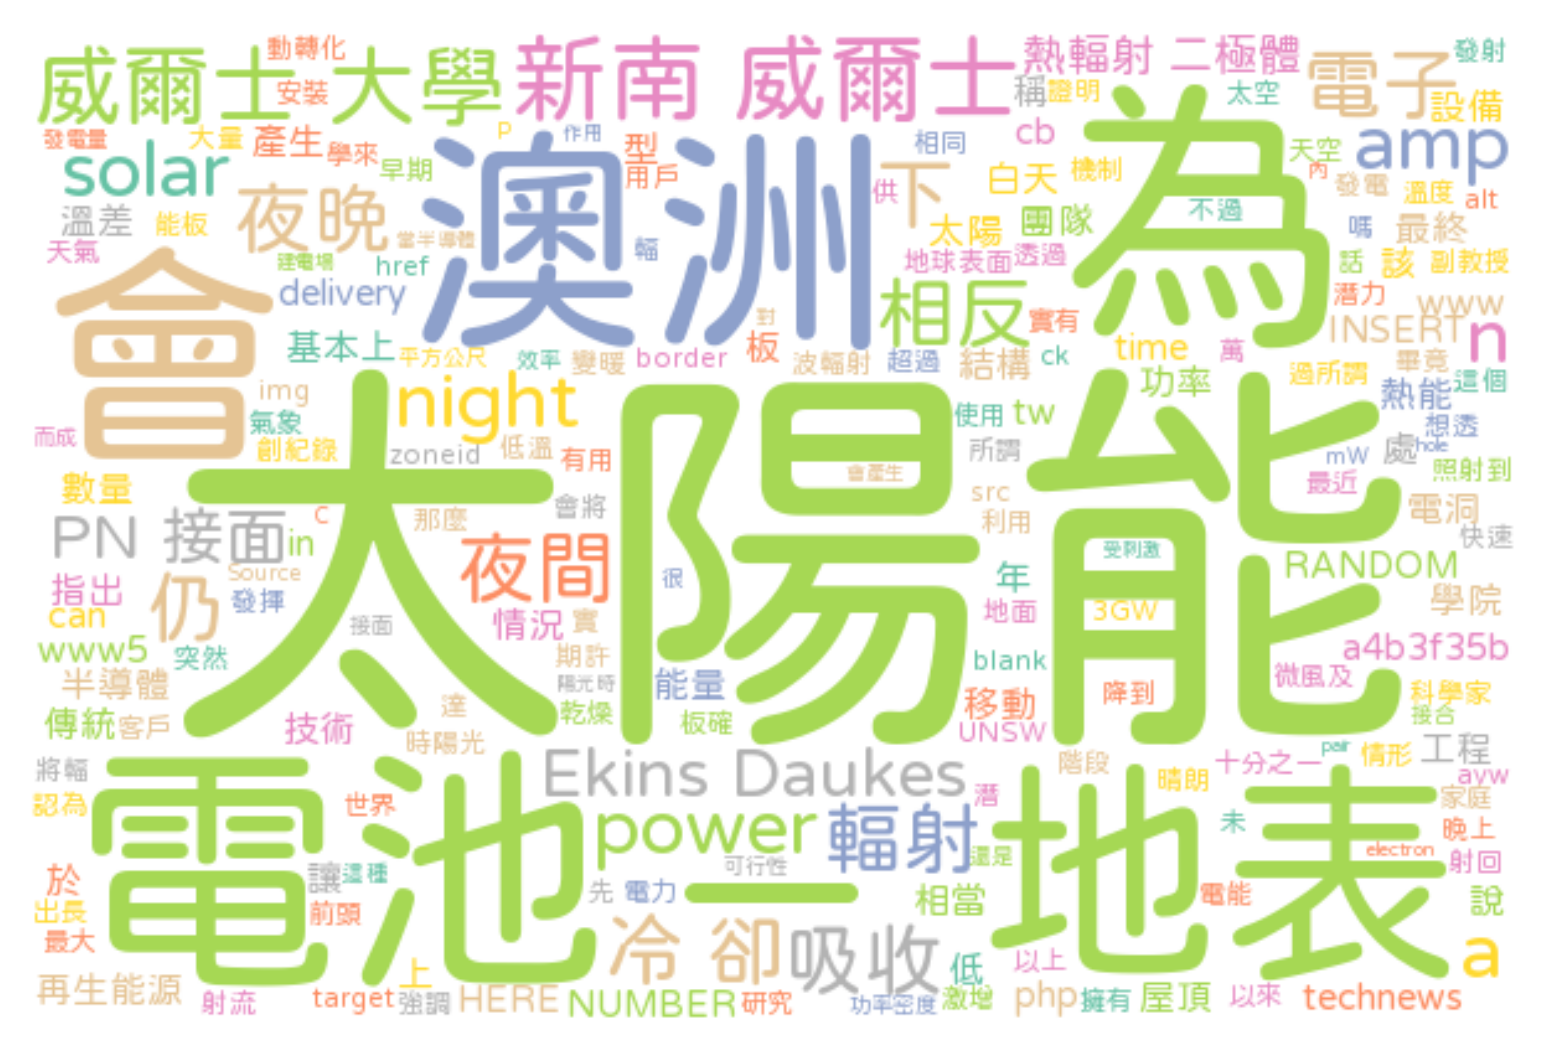 動轉化
威爾士大學
新南 威爾士
熱輻射 二極體
電子
發射
安裝
稱
證明
太空
設備
發電量
大量
產生
學來
P
作用
型
相同
cb
天空
amp
solar
早期
用戶
澳洲
供
下
白天
機制
為
內
發電
溫度
alt
溫差
能板
夜晚
當半導體
輻
太陽
團隊
不過
嗎
最終
天氣
建電場
href
地球表面
透過
話
該
副教授
delivery
會
相反
潛力
www
基本上
平方公尺
效率
變暖
border
對
板
波輻射
超過
結構
實有
ck
time
萬
INSERT
n
過所謂
畢竟
這個
img
night
功率
熱能
氣象
使用
tw
想透
而成
創紀錄
zoneid
低溫
有用
太陽能
所謂
mW
處
hole
數量
會產生
照射到
會將
src
最近
PN 接面
in
c
那麼
利用
電洞
快速
夜間
受刺激
指出
Source
仍
發揮
很
年
RANDOM
can
接面
情況
實
地面
3GW
學院
www5
突然
期許
blank
a4b3f35b
半導體
陽光時
能量
微風及
傳統
客戶
技術
達
乾燥
板確
移動
降到
科學家
接合
時陽光
UNSW
pair
將輻
Ekins Daukes
階段
十分之一
情形
工程
晴朗
ayw
認為
世界
潛
家庭
電池
power
輻射
地表
未
晚上
electron
還是
射回
讓
這種
可行性
於
先
電力
一
相當
電能
說
出長
前頭
最大
冷 卻
吸收
上
低
以上
a
再生能源
射流
target
強調
HERE
NUMBER
研究
功率密度
激增
php
擁有
屋頂
以來
technews